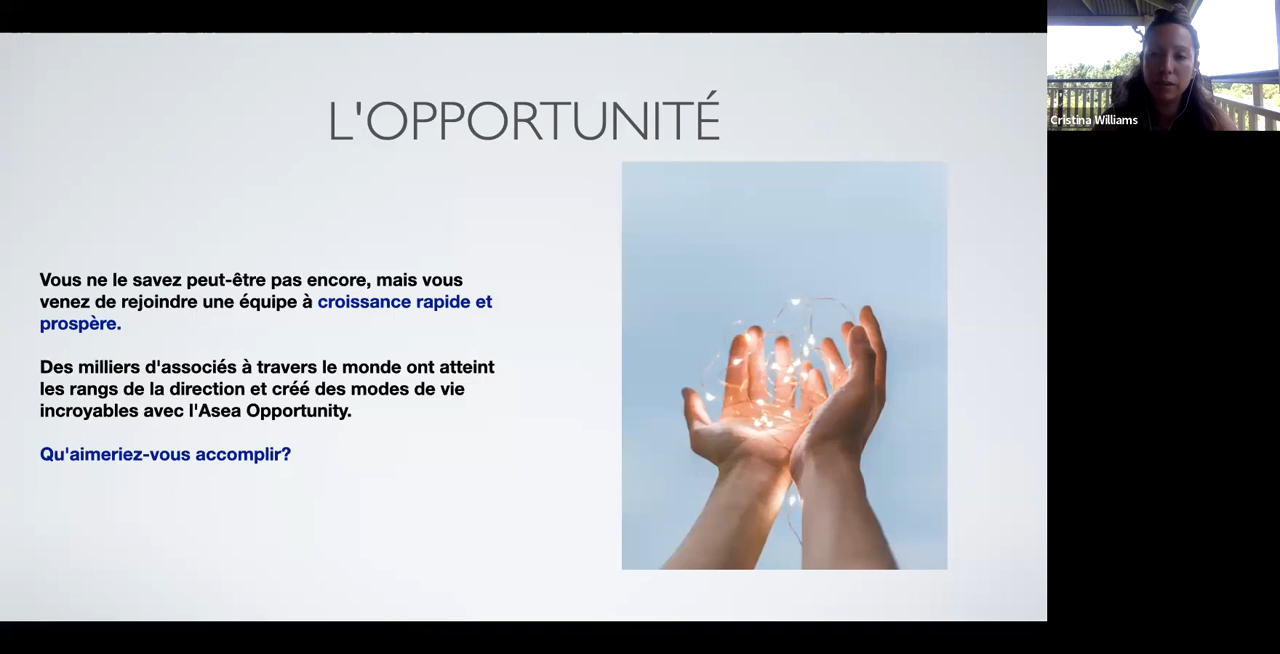 L'OPPORTUNITÉ
Vous ne le savez peut-être pas encore, mais vous
venez de rejoindre une équipe à croissance rapide et
prospère.
Des milliers d'associés à travers le monde ont atteint
les rangs de la direction et créé des modes de vie
incroyables avec l'Asea Opportunity.
Qu'aimeriez-vous accomplir?
Cristina Williams